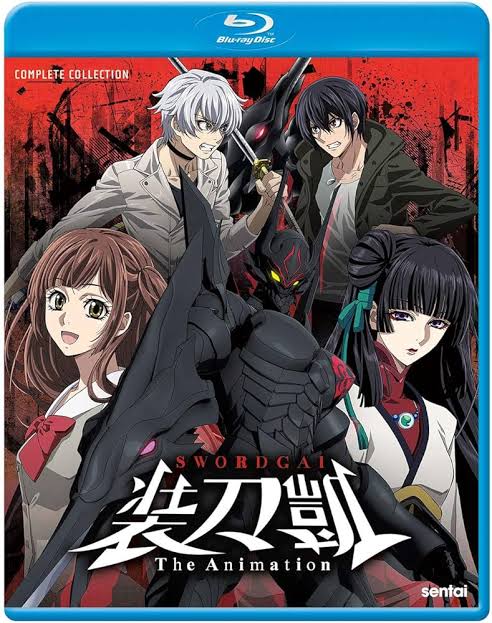 Blu-ray Disc
COMPLETE COLLECTION
SWORDGAI
装刀凱
The Animation
sentai